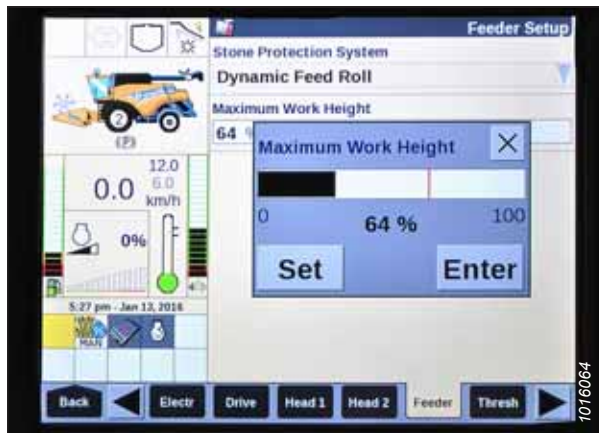 Feeder Setup
Stone Protection System
Dynamic Feed Roll
Maximum Work Height
64 %
Maximum Work Height
0
64 %
100
Set
Enter
2
(P)
12.0
6.0
0.0
km/h
0%
5:27 pm - Jan 13, 2016
MAN
Back
Electr
Drive
Head 1
Head 2
Feeder
Thresh
1016064